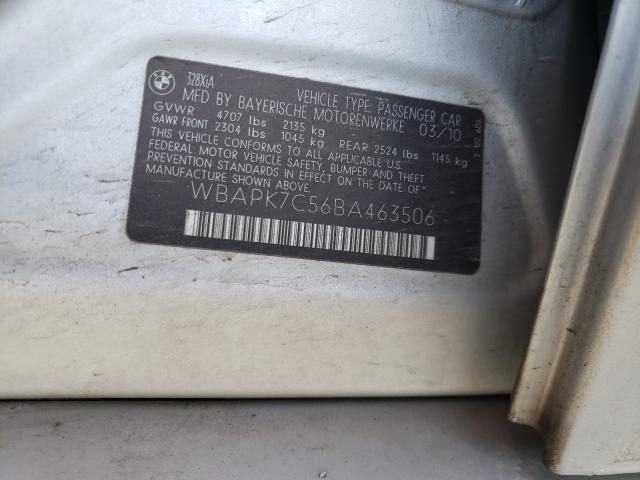 BMW
328XiA
VEHICLE TYPE: PASSENGER CAR
MFD BY BAYERISCHE MOTORENWERKE 03/10
GVWR 4707 lbs 2135 kg
GAWR FRONT 2304 lbs 1045 kg REAR 2524 lbs 1145 kg
THIS VEHICLE CONFORMS TO ALL APPLICABLE U.S.
FEDERAL MOTOR VEHICLE SAFETY, BUMPER, AND THEFT
PREVENTION STANDARDS IN EFFECT ON THE DATE OF
MANUFACTURE SHOWN ABOVE.
WBAPK7C56BA463506